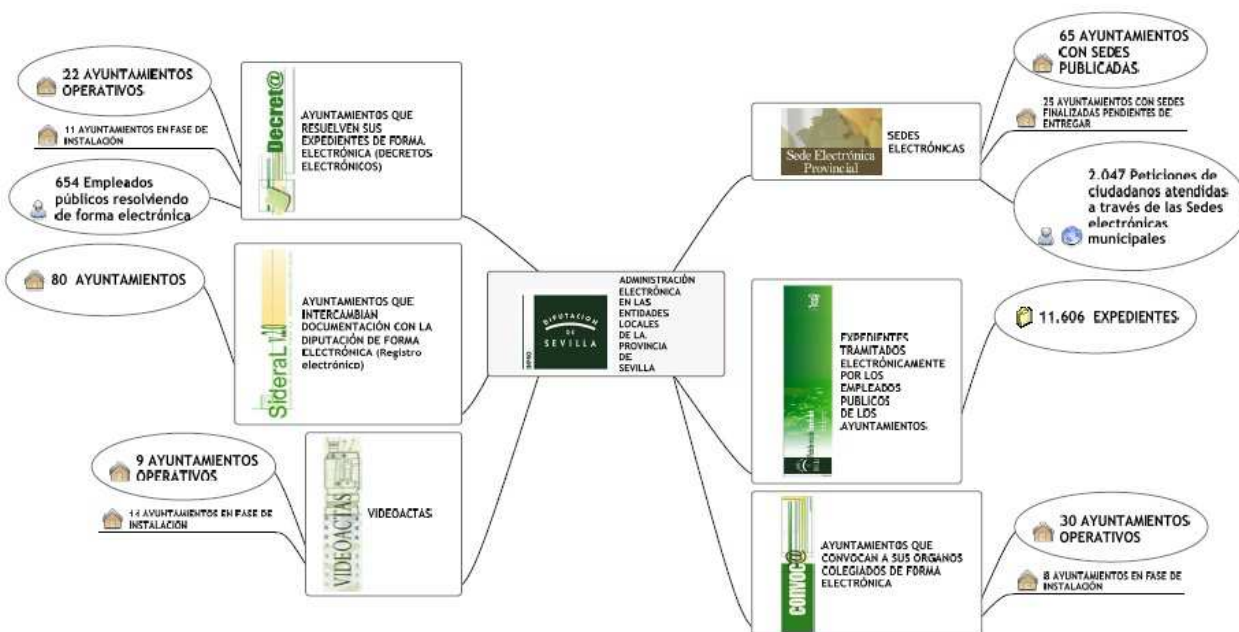 22 AYUNTAMIENTOS
OPERATIVOS
11 AYUNTAMIENTOS EN FASE DE
INSTALACIÓN
654 Empleados
públicos resolviendo
de forma electrónica
Decret@
AYUNTAMIENTOS QUE
RESUELVEN SUS
EXPEDIENTES DE FORMA
ELECTRÓNICA (DECRETOS
ELECTRÓNICOS)
80 AYUNTAMIENTOS
SideraL v2.0
AYUNTAMIENTOS QUE
INTERCAMBIAN
DOCUMENTACIÓN CON LA
DIPUTACIÓN DE FORMA
ELECTRÓNICA (Registro
electrónico)
9 AYUNTAMIENTOS
OPERATIVOS
14 AYUNTAMIENTOS EN FASE DE
INSTALACIÓN
VIDEOACTAS
VIDEOACTAS
INPRO
DIPUTACION
DE
SEVILLA
ADMINISTRACIÓN
ELECTRÓNICA
EN LAS
ENTIDADES
LOCALES
DE LA
PROVINCIA
DE
SEVILLA
Sede Electrónica
Provincial
SEDES
ELECTRÓNICAS
65 AYUNTAMIENTOS
CON SEDES
PUBLICADAS
25 AYUNTAMIENTOS CON SEDES
FINALIZADAS PENDIENTES DE
ENTREGAR
2.047 Peticiones de
ciudadanos atendidas
a través de las Sedes
electrónicas
municipales
EXPEDIENTES
TRAMITADOS
ELECTRÓNICAMENTE
POR LOS
EMPLEADOS
PUBLICOS
DE LOS
AYUNTAMIENTOS
11.606 EXPEDIENTES
convoc@
AYUNTAMIENTOS QUE
CONVOCAN A SUS ORGANOS
COLEGIADOS DE FORMA
ELECTRÓNICA
30 AYUNTAMIENTOS
OPERATIVOS
8 AYUNTAMIENTOS EN FASE DE
INSTALACIÓN